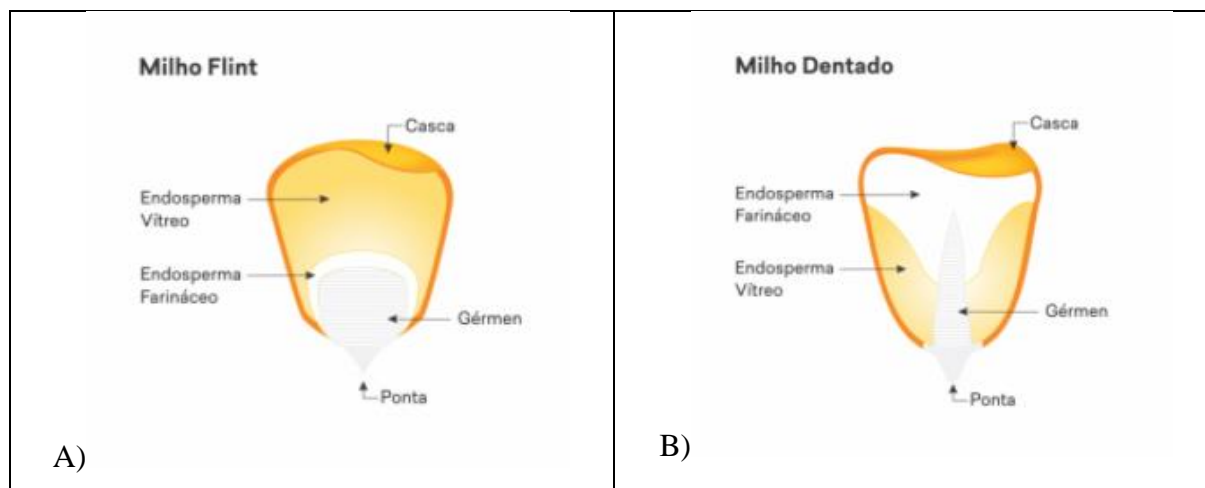 Milho Flint
Casca
Endosperma
Vítreo
Endosperma
Farináceo
Gérmen
Ponta
A)
Milho Dentado
Casca
Endosperma
Farináceo
Endosperma
Vítreo
Gérmen
Ponta
B)